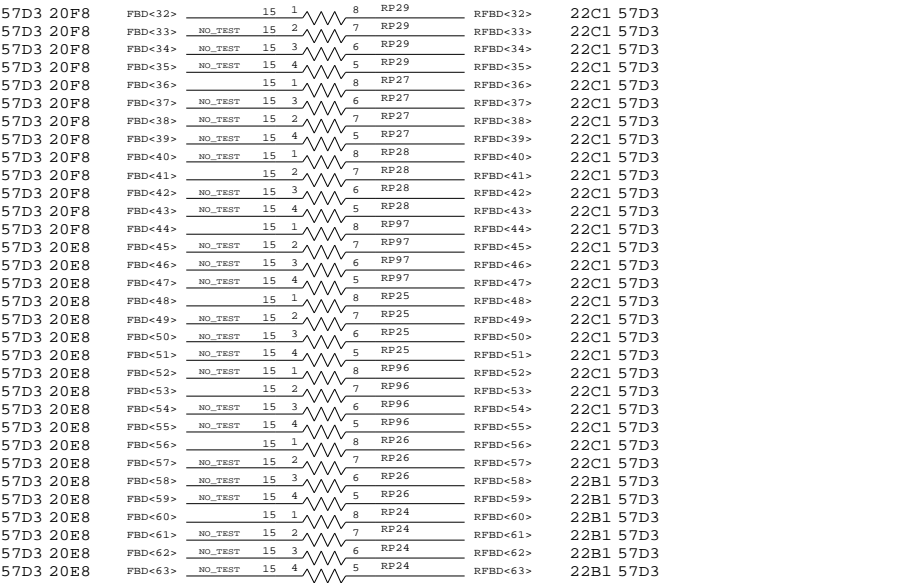 57D3 20F8 FBD<32> 15 1 8 RP29 RFBD<32> 22C1 57D3
57D3 20F8 FBD<33> NO_TEST 15 2 7 RP29 RFBD<33> 22C1 57D3
57D3 20F8 FBD<34> NO_TEST 15 3 6 RP29 RFBD<34> 22C1 57D3
57D3 20F8 FBD<35> NO_TEST 15 4 5 RP29 RFBD<35> 22C1 57D3
57D3 20F8 FBD<36> 15 1 8 RP27 RFBD<36> 22C1 57D3
57D3 20F8 FBD<37> NO_TEST 15 3 6 RP27 RFBD<37> 22C1 57D3
57D3 20F8 FBD<38> NO_TEST 15 2 7 RP27 RFBD<38> 22C1 57D3
57D3 20F8 FBD<39> NO_TEST 15 4 5 RP27 RFBD<39> 22C1 57D3
57D3 20F8 FBD<40> NO_TEST 15 1 8 RP28 RFBD<40> 22C1 57D3
57D3 20F8 FBD<41> 15 2 7 RP28 RFBD<41> 22C1 57D3
57D3 20F8 FBD<42> NO_TEST 15 3 6 RP28 RFBD<42> 22C1 57D3
57D3 20F8 FBD<43> NO_TEST 15 4 5 RP28 RFBD<43> 22C1 57D3
57D3 20F8 FBD<44> 15 1 8 RP97 RFBD<44> 22C1 57D3
57D3 20E8 FBD<45> NO_TEST 15 2 7 RP97 RFBD<45> 22C1 57D3
57D3 20E8 FBD<46> NO_TEST 15 3 6 RP97 RFBD<46> 22C1 57D3
57D3 20E8 FBD<47> NO_TEST 15 4 5 RP97 RFBD<47> 22C1 57D3
57D3 20E8 FBD<48> 15 1 8 RP25 RFBD<48> 22C1 57D3
57D3 20E8 FBD<49> NO_TEST 15 2 7 RP25 RFBD<49> 22C1 57D3
57D3 20E8 FBD<50> NO_TEST 15 3 6 RP25 RFBD<50> 22C1 57D3
57D3 20E8 FBD<51> NO_TEST 15 4 5 RP25 RFBD<51> 22C1 57D3
57D3 20E8 FBD<52> NO_TEST 15 1 8 RP96 RFBD<52> 22C1 57D3
57D3 20E8 FBD<53> 15 2 7 RP96 RFBD<53> 22C1 57D3
57D3 20E8 FBD<54> NO_TEST 15 3 6 RP96 RFBD<54> 22C1 57D3
57D3 20E8 FBD<55> NO_TEST 15 4 5 RP96 RFBD<55> 22C1 57D3
57D3 20E8 FBD<56> 15 1 8 RP26 RFBD<56> 22C1 57D3
57D3 20E8 FBD<57> NO_TEST 15 2 7 RP26 RFBD<57> 22C1 57D3
57D3 20E8 FBD<58> NO_TEST 15 3 6 RP26 RFBD<58> 22B1 57D3
57D3 20E8 FBD<59> NO_TEST 15 4 5 RP26 RFBD<59> 22B1 57D3
57D3 20E8 FBD<60> 15 1 8 RP24 RFBD<60> 22B1 57D3
57D3 20E8 FBD<61> NO_TEST 15 2 7 RP24 RFBD<61> 22B1 57D3
57D3 20E8 FBD<62> NO_TEST 15 3 6 RP24 RFBD<62> 22B1 57D3
57D3 20E8 FBD<63> NO_TEST 15 4 5 RP24 RFBD<63> 22B1 57D3